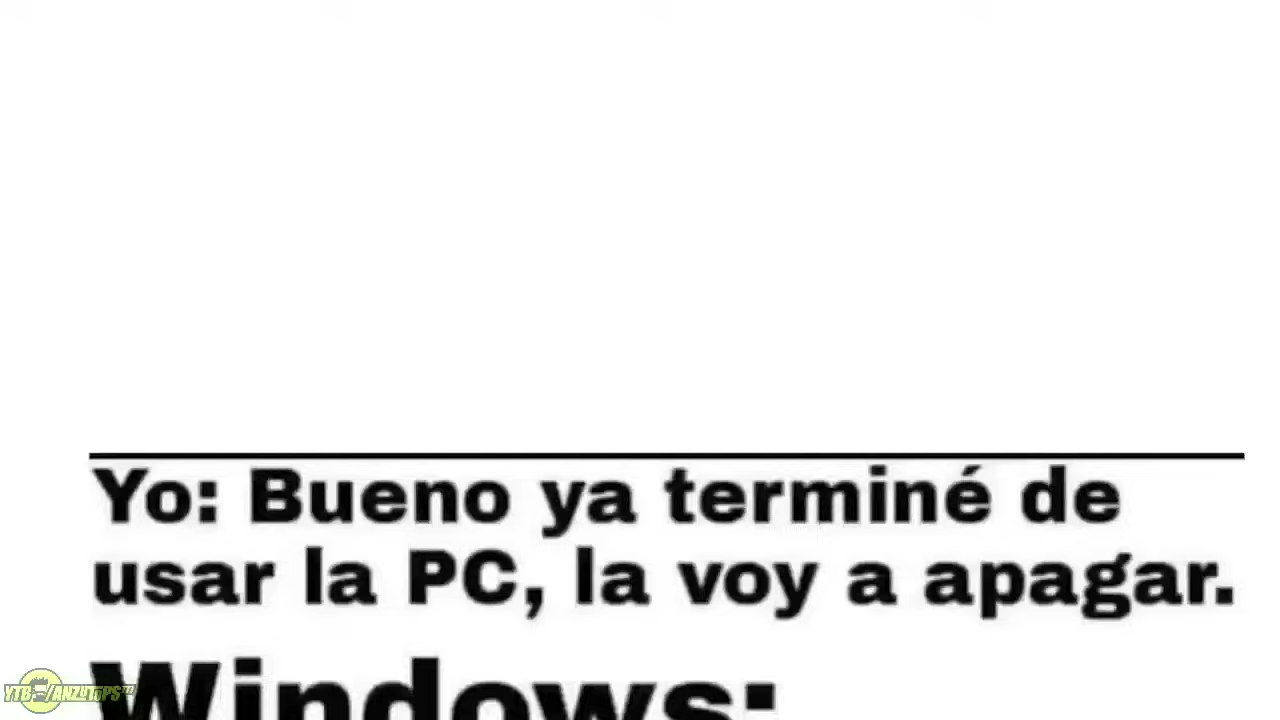 Yo: Bueno ya terminé de
usar la PC, la voy a apagar.
Windows: